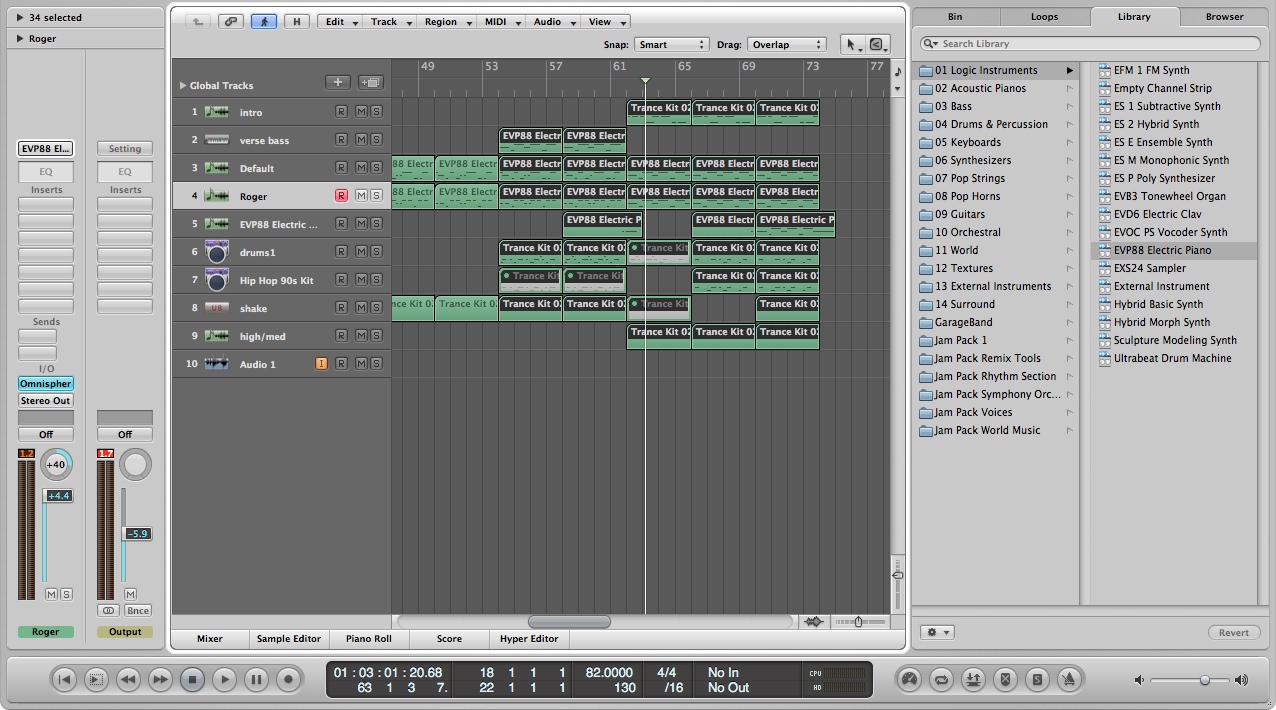 34 selected
Roger
EVP88 El...
Setting
EQ
EQ
Inserts
Inserts
Sends
I/O
Omnispher
Stereo Out
Off
Off
1.2
1.7
+40
+4.4
-5.9
M S
M
Bnce
Roger
Output
H
Edit
Track
Region
MIDI
Audio
View
Snap: Smart
Drag: Overlap
Global Tracks
49 53 57 61 65 69 73 77
1 intro R M S
Trance Kit 02 Trance Kit 02 Trance Kit 02
2 verse bass R M S
EVP88 Electr EVP88 Electr
3 Default R M S
88 Electr EVP88 Electr EVP88 Electr EVP88 Electr EVP88 Electr EVP88 Electr EVP88 Electr
4 Roger R M S
88 Electr EVP88 Electr EVP88 Electr EVP88 Electr EVP88 Electr EVP88 Electr EVP88 Electr
5 EVP88 Electric ... R M S
EVP88 Electric P EVP88 Electr EVP88 Electric P
6 drums1 R M S
Trance Kit 02 Trance Kit 02 Trance Kit Trance Kit 02 Trance Kit 02
7 Hip Hop 90s Kit R M S
Trance Kit Trance Kit Trance Kit 02 Trance Kit 02
8 UB shake R M S
nce Kit 02 Trance Kit 02 Trance Kit 02 Trance Kit 02 Trance Kit Trance Kit 02
9 high/med R M S
Trance Kit 02 Trance Kit 02 Trance Kit 02
10 Audio 1 I R M S
Mixer
Sample Editor
Piano Roll
Score
Hyper Editor
Bin
Loops
Library
Browser
Search Library
01 Logic Instruments
02 Acoustic Pianos
03 Bass
04 Drums & Percussion
05 Keyboards
06 Synthesizers
07 Pop Strings
08 Pop Horns
09 Guitars
10 Orchestral
11 World
12 Textures
13 External Instruments
14 Surround
GarageBand
Jam Pack 1
Jam Pack Remix Tools
Jam Pack Rhythm Section
Jam Pack Symphony Orc...
Jam Pack Voices
Jam Pack World Music
EFM 1 FM Synth
Empty Channel Strip
ES 1 Subtractive Synth
ES 2 Hybrid Synth
ES E Ensemble Synth
ES M Monophonic Synth
ES P Poly Synthesizer
EVB3 Tonewheel Organ
EVD6 Electric Clav
EVOC PS Vocoder Synth
EVP88 Electric Piano
EXS24 Sampler
External Instrument
Hybrid Basic Synth
Hybrid Morph Synth
Sculpture Modeling Synth
Ultrabeat Drum Machine
Revert
01 : 03 : 01 : 20.68 18 1 1 1 82.0000 4/4 No In CPU
63 1 3 7. 22 1 1 1 130 /16 No Out HD
S